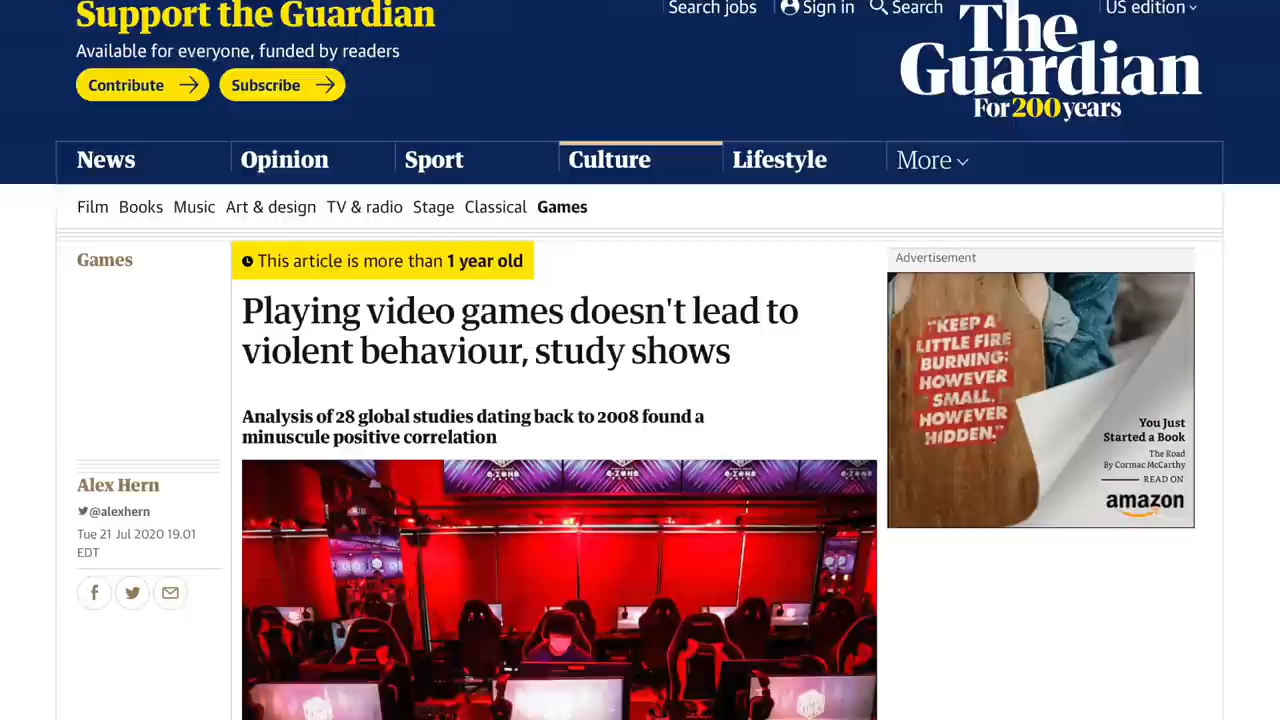 Support the Guardian
Available for everyone, funded by readers
Contribute
Subscribe
Search jobs
Sign in
Search
US edition
The
Guardian
For 200 years
News
Opinion
Sport
Culture
Lifestyle
More
Film
Books
Music
Art & design
TV & radio
Stage
Classical
Games
Games
This article is more than 1 year old
Playing video games doesn't lead to
violent behaviour, study shows
Analysis of 28 global studies dating back to 2008 found a
minuscule positive correlation
Alex Hern
@alexhern
Tue 21 Jul 2020 19.01
EDT
Advertisement
"KEEP A
LITTLE FIRE
BURNING;
HOWEVER
SMALL,
HOWEVER
HIDDEN."
You Just
Started a Book
The Road
By Cormac McCarthy
READ ON
amazon
e-ZONe
e-ZONe